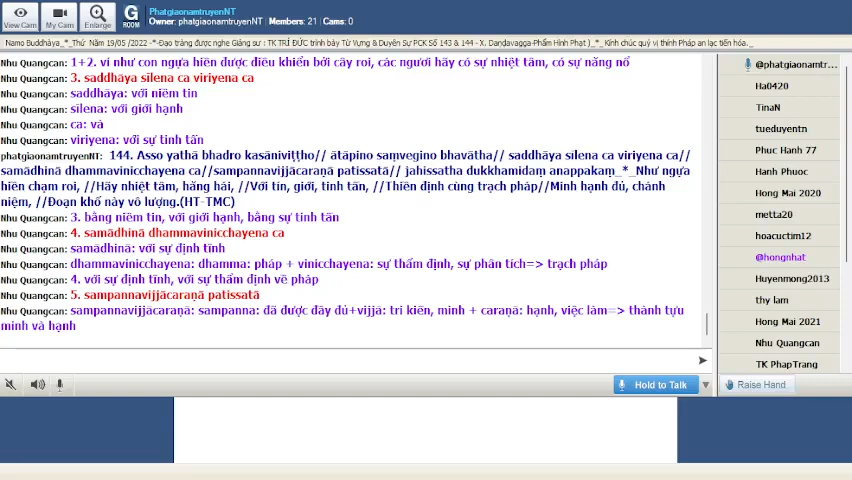 PhatgiaonamtruyenNT
Owner: phatgiaonamtruyenNT | Members: 21 | Cams: 0
View Cam
My Cam
Enlarge
G
ROOM
Namo Buddhàya_*_Thứ Năm 19/05 /2022 -*-Đạo tràng được nghe Giảng sư : TK TRÍ ĐỨC trình bày Từ Vựng & Duyên Sự PCK Số 143 & 144 - X. Daṇḍavagga-Phẩm Hình Phạt )_*_ Kính chúc quý vị thính Pháp an lạc tiến hóa._
Nhu Quangcan: 1+2. ví như con ngựa hiền được điều khiển bởi cây roi, các ngươi hãy có sự nhiệt tâm, có sự năng nổ
Nhu Quangcan: 3. saddhāya sīlena ca vīriyena ca
Nhu Quangcan: saddhāya: với niềm tin
Nhu Quangcan: sīlena: với giới hạnh
Nhu Quangcan: ca: và
Nhu Quangcan: vīriyena: với sự tinh tấn
phatgiaonamtruyenNT: 144. Asso yathā bhadro kasāniviṭṭho// ātāpino saṃvegino bhavātha// saddhāya sīlena ca vīriyena ca//
samādhinā dhammavinicchayena ca//sampannavijjācaraṇā patissatā// jahissatha dukkhamidaṃ anappakaṃ_*_Như ngựa
hiền chạm roi, //Hãy nhiệt tâm, hăng hái, //Với tín, giới, tinh tấn, //Thiền định cùng trạch pháp//Minh hạnh đủ, chánh
niệm, //Đoạn khổ này vô lượng.(HT-TMC)
Nhu Quangcan: 3. bằng niềm tin, với giới hạnh, bằng sự tinh tấn
Nhu Quangcan: 4. samādhinā dhammavinicchayena ca
Nhu Quangcan: samādhinā: với sự định tĩnh
Nhu Quangcan: dhammavinicchayena: dhamma: pháp + vinicchayena: sự thẩm định, sự phân tích=> trạch pháp
Nhu Quangcan: 4. với sự định tĩnh, với sự thẩm định về pháp
Nhu Quangcan: 5. sampannavijjācaraṇā patissatā
Nhu Quangcan: sampannavijjācaraṇā: sampanna: đã được đầy đủ+vijjā: tri kiến, minh + caraṇā: hạnh, việc làm=> thành tựu
minh và hạnh
@phatgiaonamtr...
Ha0420
TinaN
tueduyentn
Phuc Hanh 77
Hanh Phuoc
Hong Mai 2020
metta20
hoacuctim12
@hongnhat
Huyenmong2013
thy lam
Hong Mai 2021
Nhu Quangcan
TK PhapTrang
Hold to Talk
Raise Hand